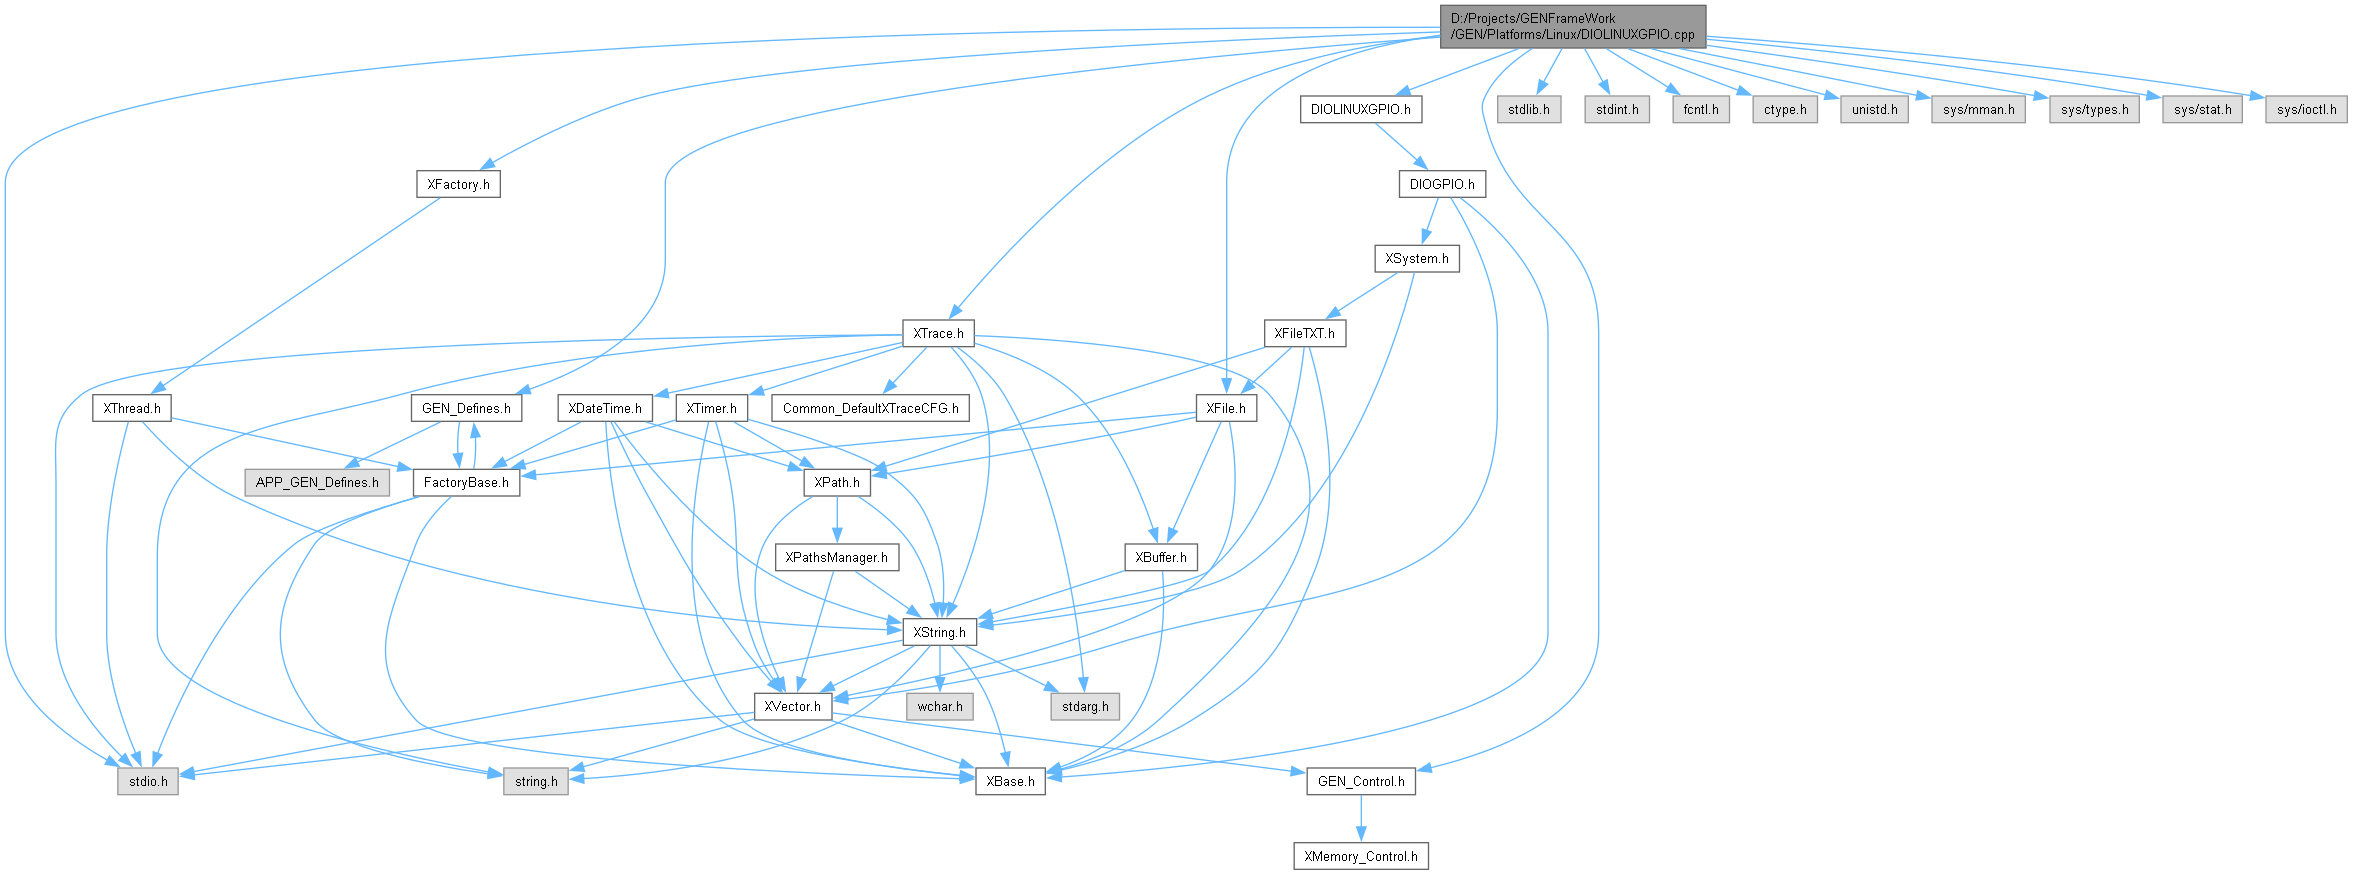 D:/Projects/GENFrameWork
/GEN/Platforms/Linux/DIOLINUXGPIO.cpp
DIOLINUXGPIO.h
stdlib.h
stdint.h
fcntl.h
ctype.h
unistd.h
sys/mman.h
sys/types.h
sys/stat.h
sys/ioctl.h
XFactory.h
DIOGPIO.h
XSystem.h
XTrace.h
XFileTXT.h
XThread.h
GEN_Defines.h
XDateTime.h
XTimer.h
Common_DefaultXTraceCFG.h
XFile.h
APP_GEN_Defines.h
FactoryBase.h
XPath.h
XPathsManager.h
XBuffer.h
XString.h
XVector.h
wchar.h
stdarg.h
stdio.h
string.h
XBase.h
GEN_Control.h
XMemory_Control.h